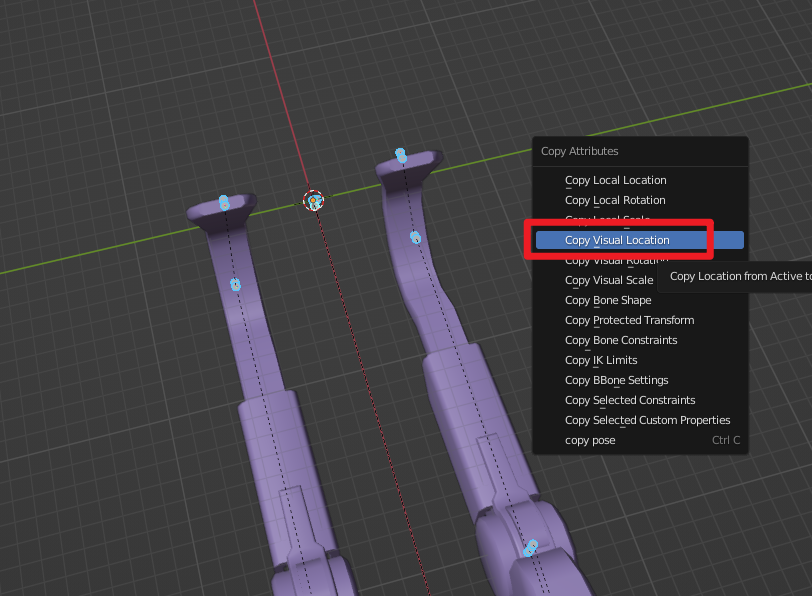 Copy Attributes
Copy Local Location
Copy Local Rotation
Copy Local Scale
Copy Visual Location
Copy Visual Rotation
Copy Visual Scale
Copy Location from Active to
Copy Bone Shape
Copy Protected Transform
Copy Bone Constraints
Copy IK Limits
Copy BBone Settings
Copy Selected Constraints
Copy Selected Custom Properties
copy pose Ctrl C